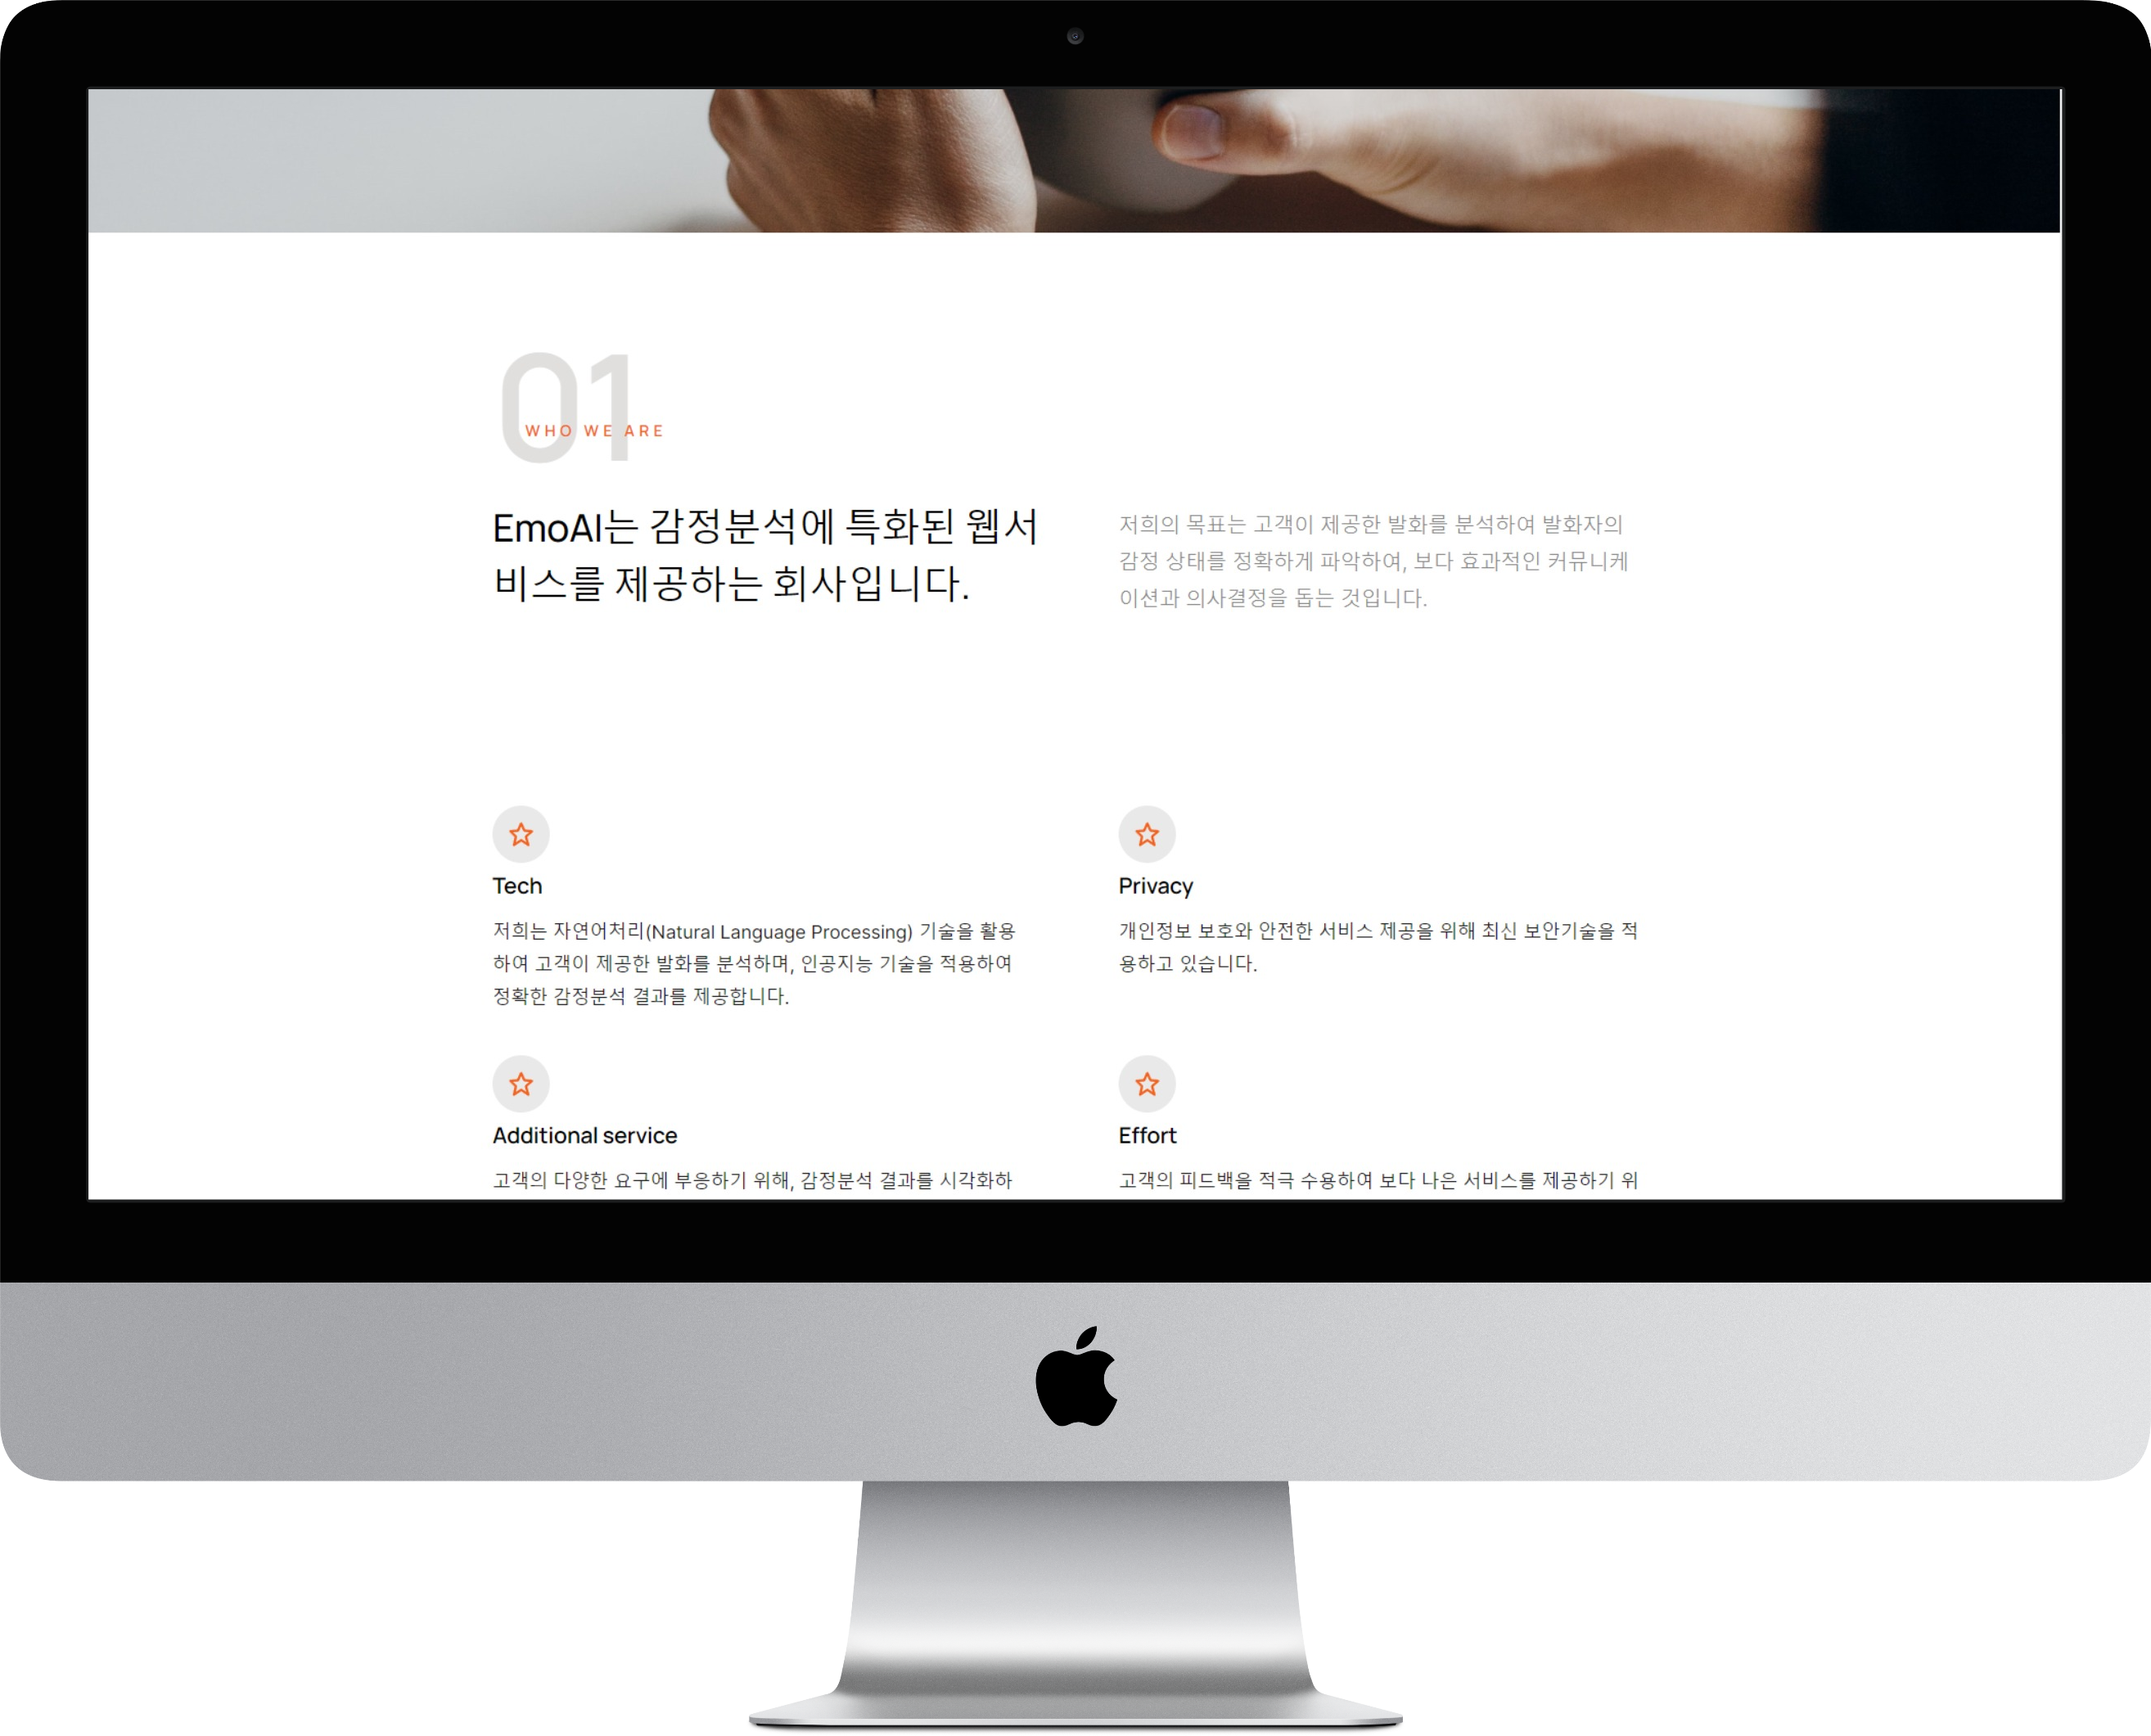 01
WHO WE ARE
EmoAI는 감정분석에 특화된 웹서
비스를 제공하는 회사입니다.
저희의 목표는 고객이 제공한 발화를 분석하여 발화자의
감정 상태를 정확하게 파악하여, 보다 효과적인 커뮤니케
이션과 의사결정을 돕는 것입니다.
Tech
저희는 자연어처리(Natural Language Processing) 기술을 활용
하여 고객이 제공한 발화를 분석하며, 인공지능 기술을 적용하여
정확한 감정분석 결과를 제공합니다.
Privacy
개인정보 보호와 안전한 서비스 제공을 위해 최신 보안기술을 적
용하고 있습니다.
Additional service
고객의 다양한 요구에 부응하기 위해, 감정분석 결과를 시각화하
Effort
고객의 피드백을 적극 수용하여 보다 나은 서비스를 제공하기 위